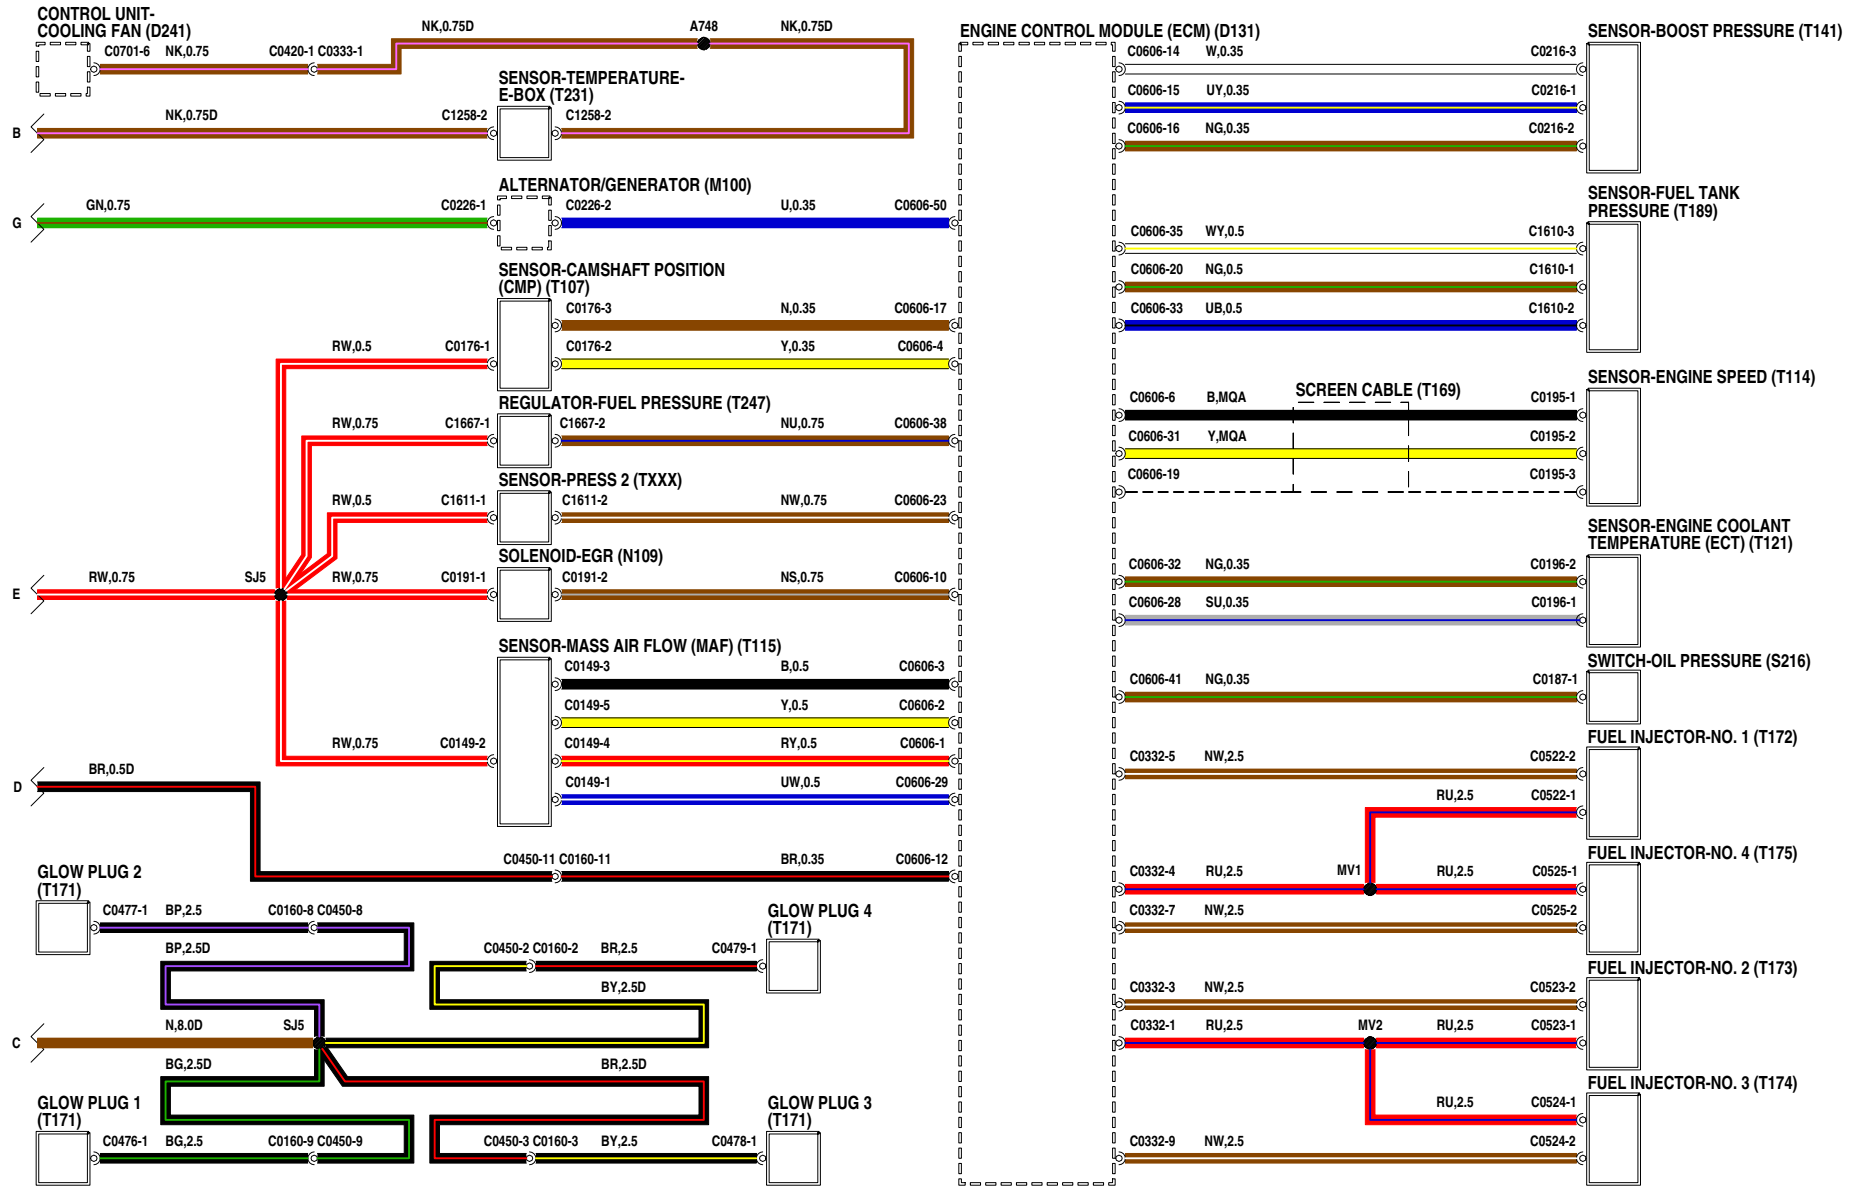 CONTROL UNIT-
COOLING FAN (D241)
C0701-6 NK,0.75 C0420-1 C0333-1
NK,0.75D A748 NK,0.75D
SENSOR-TEMPERATURE-
E-BOX (T231)
B NK,0.75D C1258-2 C1258-2
ALTERNATOR/GENERATOR (M100)
G GN,0.75 C0226-1 C0226-2 U,0.35 C0606-50
SENSOR-CAMSHAFT POSITION
(CMP) (T107)
C0176-3 N,0.35 C0606-17
RW,0.5 C0176-1 C0176-2 Y,0.35 C0606-4
REGULATOR-FUEL PRESSURE (T247)
RW,0.75 C1667-1 C1667-2 NU,0.75 C0606-38
SENSOR-PRESS 2 (TXXX)
RW,0.5 C1611-1 C1611-2 NW,0.75 C0606-23
SOLENOID-EGR (N109)
E RW,0.75 SJ5 RW,0.75 C0191-1 C0191-2 NS,0.75 C0606-10
SENSOR-MASS AIR FLOW (MAF) (T115)
C0149-3 B,0.5 C0606-3
C0149-5 Y,0.5 C0606-2
RW,0.75 C0149-2 C0149-4 RY,0.5 C0606-1
C0149-1 UW,0.5 C0606-29
D BR,0.5D
C0450-11 C0160-11 BR,0.35 C0606-12
GLOW PLUG 2
(T171)
C0477-1 BP,2.5 C0160-8 C0450-8
BP,2.5D
GLOW PLUG 4
(T171)
C0450-2 C0160-2 BR,2.5 C0479-1
BY,2.5D
C N,8.0D SJ5
BG,2.5D BR,2.5D
GLOW PLUG 1
(T171)
C0476-1 BG,2.5 C0160-9 C0450-9
GLOW PLUG 3
(T171)
C0450-3 C0160-3 BY,2.5 C0478-1
ENGINE CONTROL MODULE (ECM) (D131)
SENSOR-BOOST PRESSURE (T141)
C0606-14 W,0.35 C0216-3
C0606-15 UY,0.35 C0216-1
C0606-16 NG,0.35 C0216-2
SENSOR-FUEL TANK
PRESSURE (T189)
C0606-35 WY,0.5 C1610-3
C0606-20 NG,0.5 C1610-1
C0606-33 UB,0.5 C1610-2
SENSOR-ENGINE SPEED (T114)
SCREEN CABLE (T169)
C0606-6 B,MQA C0195-1
C0606-31 Y,MQA C0195-2
C0606-19 C0195-3
SENSOR-ENGINE COOLANT
TEMPERATURE (ECT) (T121)
C0606-32 NG,0.35 C0196-2
C0606-28 SU,0.35 C0196-1
SWITCH-OIL PRESSURE (S216)
C0606-41 NG,0.35 C0187-1
FUEL INJECTOR-NO. 1 (T172)
C0332-5 NW,2.5 C0522-2
RU,2.5 C0522-1
FUEL INJECTOR-NO. 4 (T175)
C0332-4 RU,2.5 MV1 RU,2.5 C0525-1
C0332-7 NW,2.5 C0525-2
FUEL INJECTOR-NO. 2 (T173)
C0332-3 NW,2.5 C0523-2
C0332-1 RU,2.5 MV2 RU,2.5 C0523-1
FUEL INJECTOR-NO. 3 (T174)
RU,2.5 C0524-1
C0332-9 NW,2.5 C0524-2